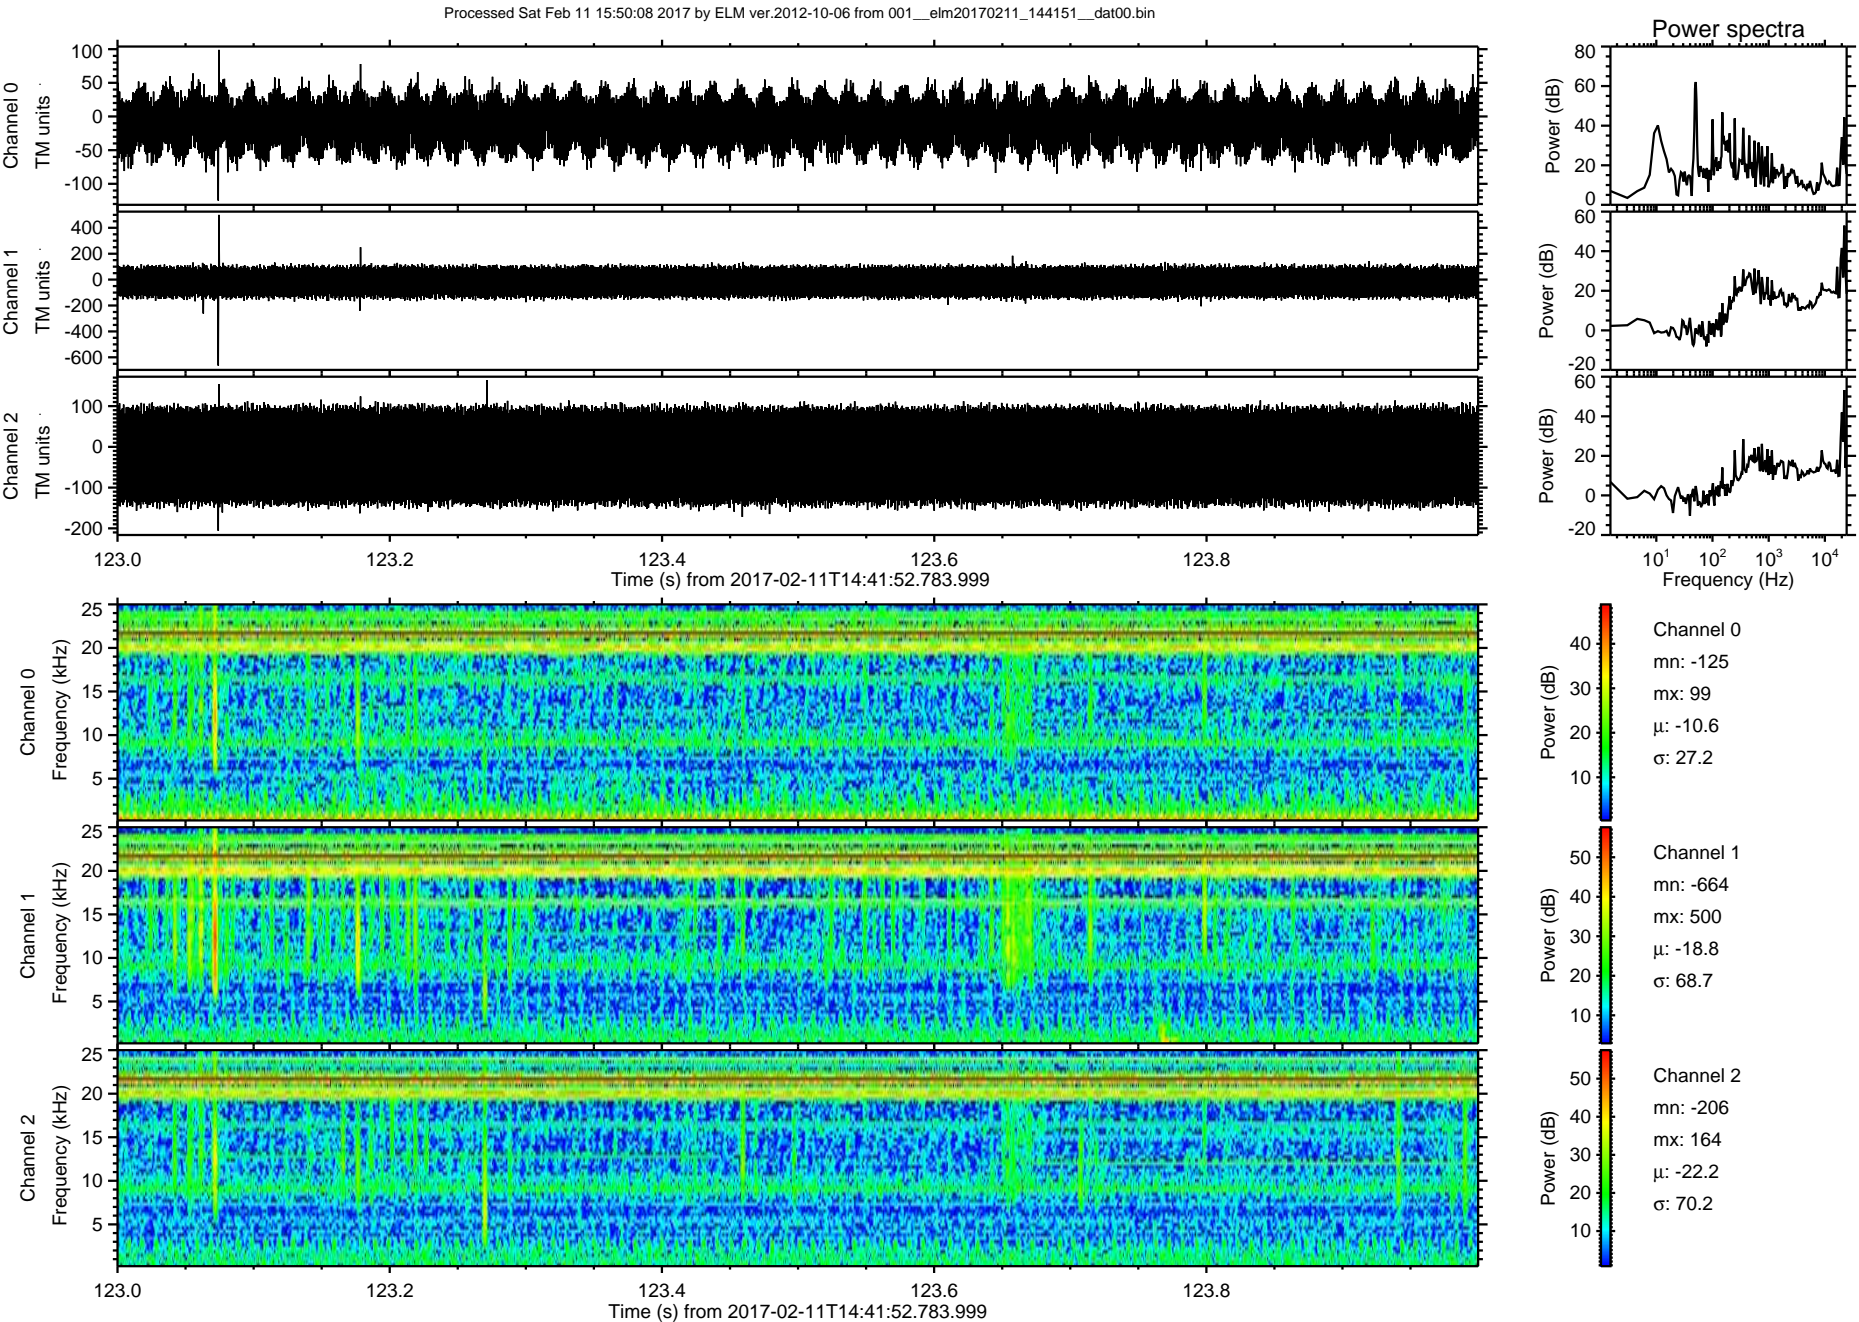 Processed Sat Feb 11 15:50:08 2017 by ELM ver.2012-10-06 from 001__elm20170211_144151__dat00.bin
Power spectra
Channel 0
TM units
100
50
0
-50
-100
Power (dB)
80
60
40
20
0
Channel 1
TM units
400
200
0
-200
-400
-600
Power (dB)
60
40
20
0
-20
Channel 2
TM units
100
0
-100
-200
Power (dB)
60
40
20
0
-20
123.0 123.2 123.4 123.6 123.8
Time (s) from 2017-02-11T14:41:52.783.999
10^1 10^2 10^3 10^4
Frequency (Hz)
Channel 0
Frequency (kHz)
25
20
15
10
5
Power (dB)
40
30
20
10
Channel 0
mn: -125
mx: 99
μ: -10.6
σ: 27.2
Channel 1
Frequency (kHz)
25
20
15
10
5
Power (dB)
50
40
30
20
10
Channel 1
mn: -664
mx: 500
μ: -18.8
σ: 68.7
Channel 2
Frequency (kHz)
25
20
15
10
5
Power (dB)
50
40
30
20
10
Channel 2
mn: -206
mx: 164
μ: -22.2
σ: 70.2
123.0 123.2 123.4 123.6 123.8
Time (s) from 2017-02-11T14:41:52.783.999